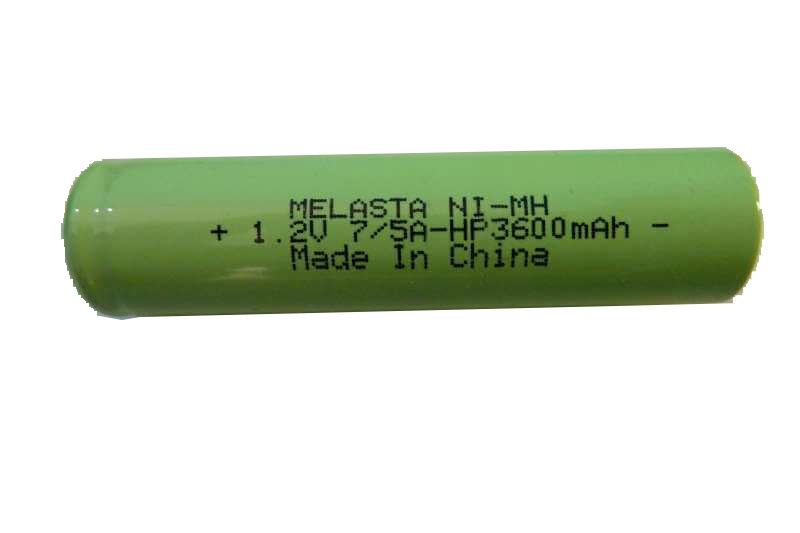 MELASTA NI-MH
+ 1.2V 7/5A-HP3600mAh -
Made In China